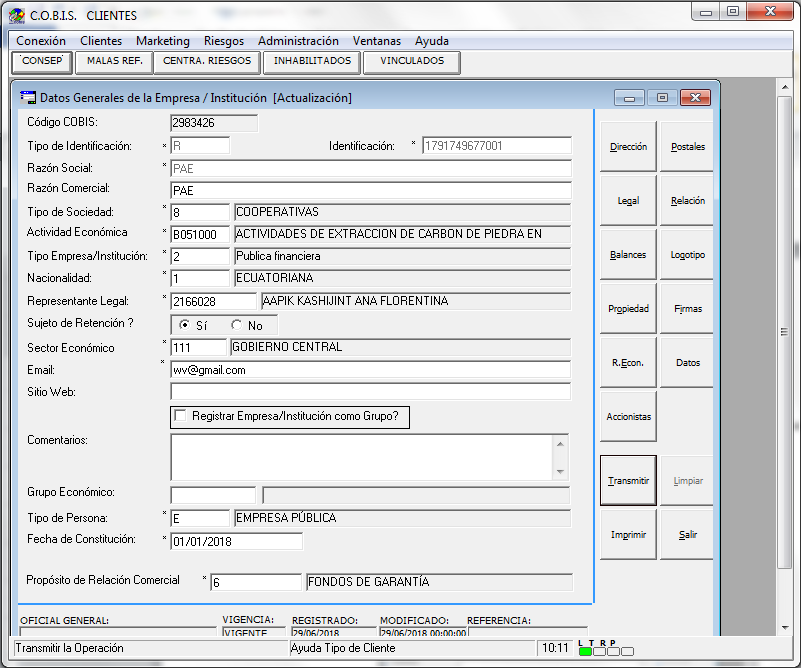 C.O.B.I.S. CLIENTES
Conexión Clientes Marketing Riesgos Administración Ventanas Ayuda
CONSEP MALAS REF. CENTRA. RIESGOS INHABILITADOS VINCULADOS
Datos Generales de la Empresa / Institución [Actualización]
Código COBIS: 2983426
Tipo de Identificación: * R Identificación: * 1791749677001
Razón Social: * PAE
Razón Comercial: PAE
Tipo de Sociedad: * 8 COOPERATIVAS
Actividad Económica * B051000 ACTIVIDADES DE EXTRACCION DE CARBON DE PIEDRA EN
Tipo Empresa/Institución: * 2 Publica financiera
Nacionalidad: * 1 ECUATORIANA
Representante Legal: * 2166028 AAPIK KASHIJINT ANA FLORENTINA
Sujeto de Retención ? Sí No
Sector Económico * 111 GOBIERNO CENTRAL
Email: * wv@gmail.com
Sitio Web:
Registrar Empresa/Institución como Grupo?
Comentarios:
Grupo Económico:
Tipo de Persona: * E EMPRESA PÚBLICA
Fecha de Constitución: * 01/01/2018
Propósito de Relación Comercial * 6 FONDOS DE GARANTÍA
Dirección Postales
Legal Relación
Balances Logotipo
Propiedad Firmas
R.Econ. Datos
Accionistas
Transmitir Limpiar
Imprimir Salir
OFICIAL GENERAL: VIGENCIA: REGISTRADO: MODIFICADO: REFERENCIA:
VIGENTE 29/06/2018 29/06/2018 00:00:00
Transmitir la Operación Ayuda Tipo de Cliente 10:11 L T R P